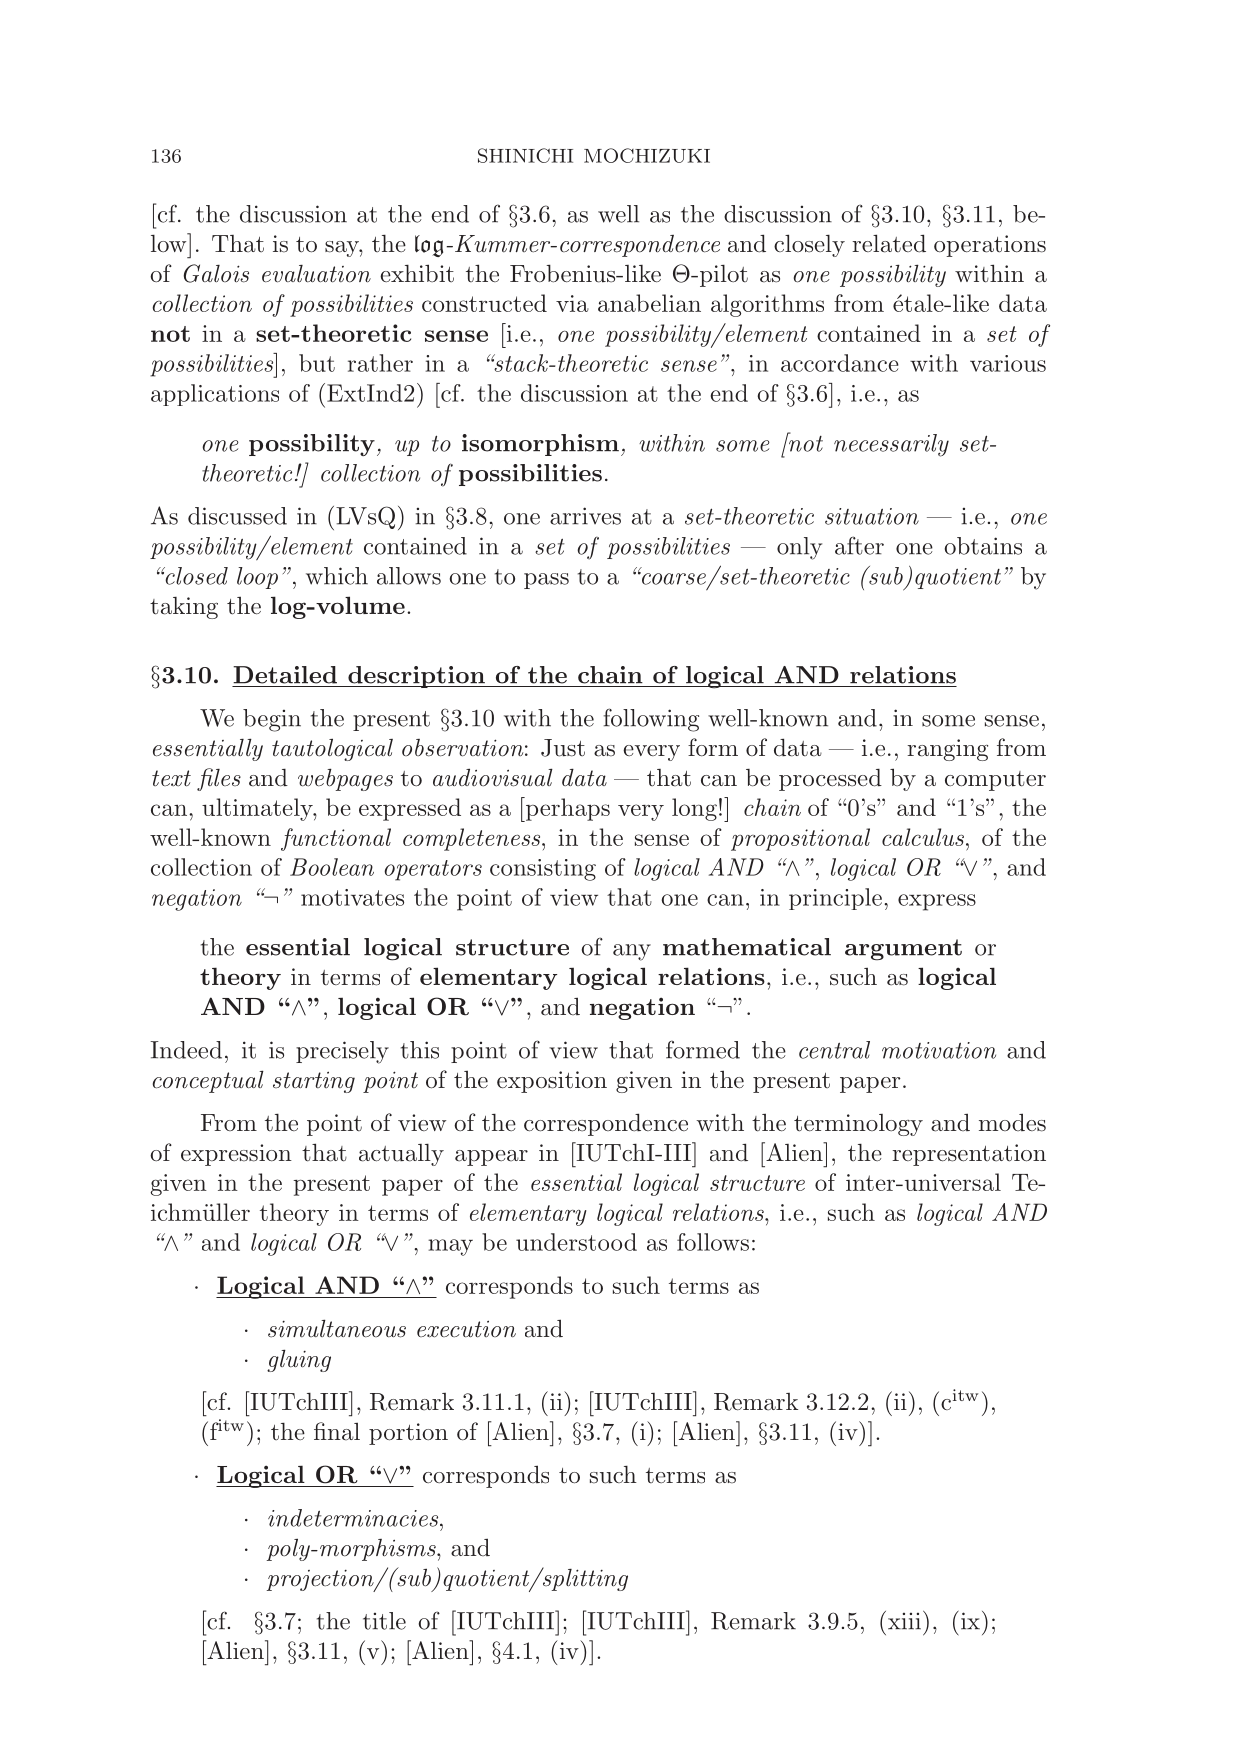 136
SHINICHI MOCHIZUKI
[cf. the discussion at the end of §3.6, as well as the discussion of §3.10, §3.11, be-
low]. That is to say, the log-Kummer-correspondence and closely related operations
of Galois evaluation exhibit the Frobenius-like Θ-pilot as one possibility within a
collection of possibilities constructed via anabelian algorithms from étale-like data
not in a set-theoretic sense [i.e., one possibility/element contained in a set of
possibilities], but rather in a “stack-theoretic sense”, in accordance with various
applications of (ExtInd2) [cf. the discussion at the end of §3.6], i.e., as
one possibility, up to isomorphism, within some [not necessarily set-
theoretic!] collection of possibilities.
As discussed in (LVsQ) in §3.8, one arrives at a set-theoretic situation — i.e., one
possibility/element contained in a set of possibilities — only after one obtains a
“closed loop”, which allows one to pass to a “coarse/set-theoretic (sub)quotient” by
taking the log-volume.
§3.10. Detailed description of the chain of logical AND relations
We begin the present §3.10 with the following well-known and, in some sense,
essentially tautological observation: Just as every form of data — i.e., ranging from
text files and webpages to audiovisual data — that can be processed by a computer
can, ultimately, be expressed as a [perhaps very long!] chain of “0’s” and “1’s”, the
well-known functional completeness, in the sense of propositional calculus, of the
collection of Boolean operators consisting of logical AND “∧”, logical OR “∨”, and
negation “¬” motivates the point of view that one can, in principle, express
the essential logical structure of any mathematical argument or
theory in terms of elementary logical relations, i.e., such as logical
AND “∧”, logical OR “∨”, and negation “¬”.
Indeed, it is precisely this point of view that formed the central motivation and
conceptual starting point of the exposition given in the present paper.
From the point of view of the correspondence with the terminology and modes
of expression that actually appear in [IUTchI-III] and [Alien], the representation
given in the present paper of the essential logical structure of inter-universal Te-
ichmüller theory in terms of elementary logical relations, i.e., such as logical AND
“∧” and logical OR “∨”, may be understood as follows:
· Logical AND “∧” corresponds to such terms as
· simultaneous execution and
· gluing
[cf. [IUTchIII], Remark 3.11.1, (ii); [IUTchIII], Remark 3.12.2, (ii), (c^itw),
(f^itw); the final portion of [Alien], §3.7, (i); [Alien], §3.11, (iv)].
· Logical OR “∨” corresponds to such terms as
· indeterminacies,
· poly-morphisms, and
· projection/(sub)quotient/splitting
[cf. §3.7; the title of [IUTchIII]; [IUTchIII], Remark 3.9.5, (xiii), (ix);
[Alien], §3.11, (v); [Alien], §4.1, (iv)].